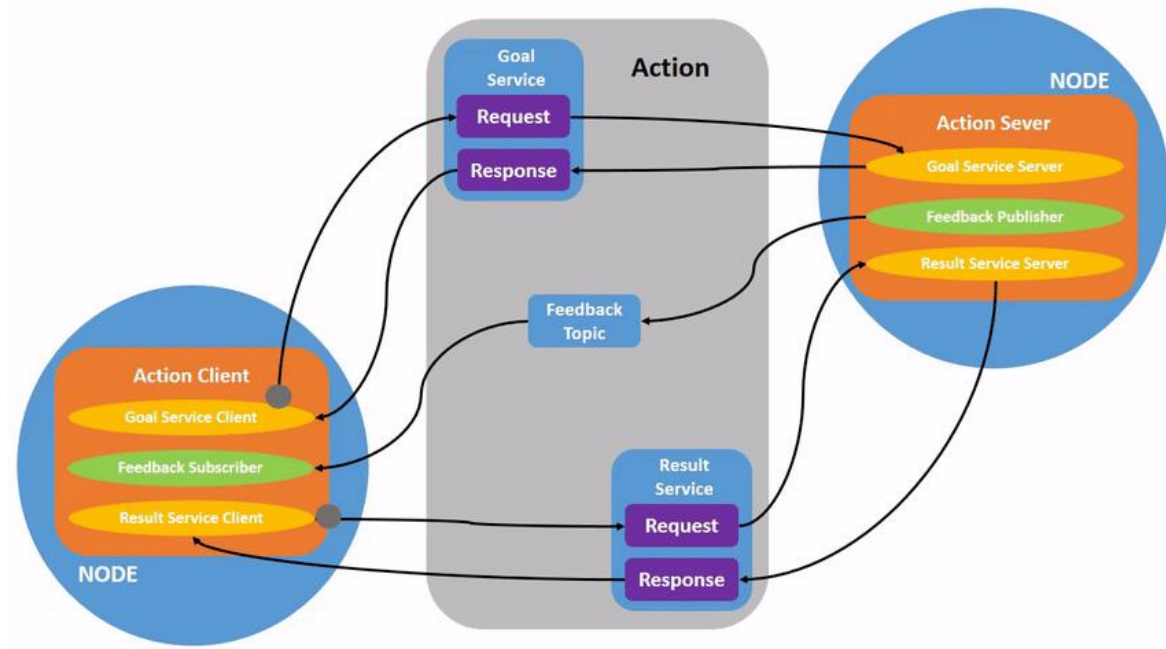 Goal
Service
Request
Response
Action
NODE
Action Sever
Goal Service Server
Feedback Publisher
Result Service Server
Feedback
Topic
Action Client
Goal Service Client
Feedback Subscriber
Result Service Client
NODE
Result
Service
Request
Response